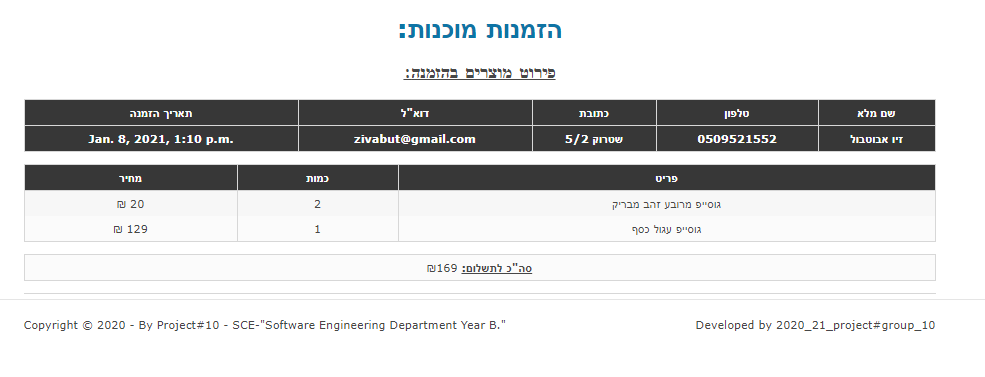 הזמנות מוכנות:
פירוט מוצרים בהזמנה:
שם מלא טלפון כתובת דוא"ל תאריך הזמנה
זיו אבוטבול 0509521552 שטרוק 5/2 zivabut@gmail.com Jan. 8, 2021, 1:10 p.m.
פריט כמות מחיר
גוסייפ מרובע זהב מבריק 2 20 ₪
גוסייפ עגול כסף 1 129 ₪
סה"כ לתשלום: 169₪
Copyright © 2020 - By Project#10 - SCE-"Software Engineering Department Year B." Developed by 2020_21_project#group_10